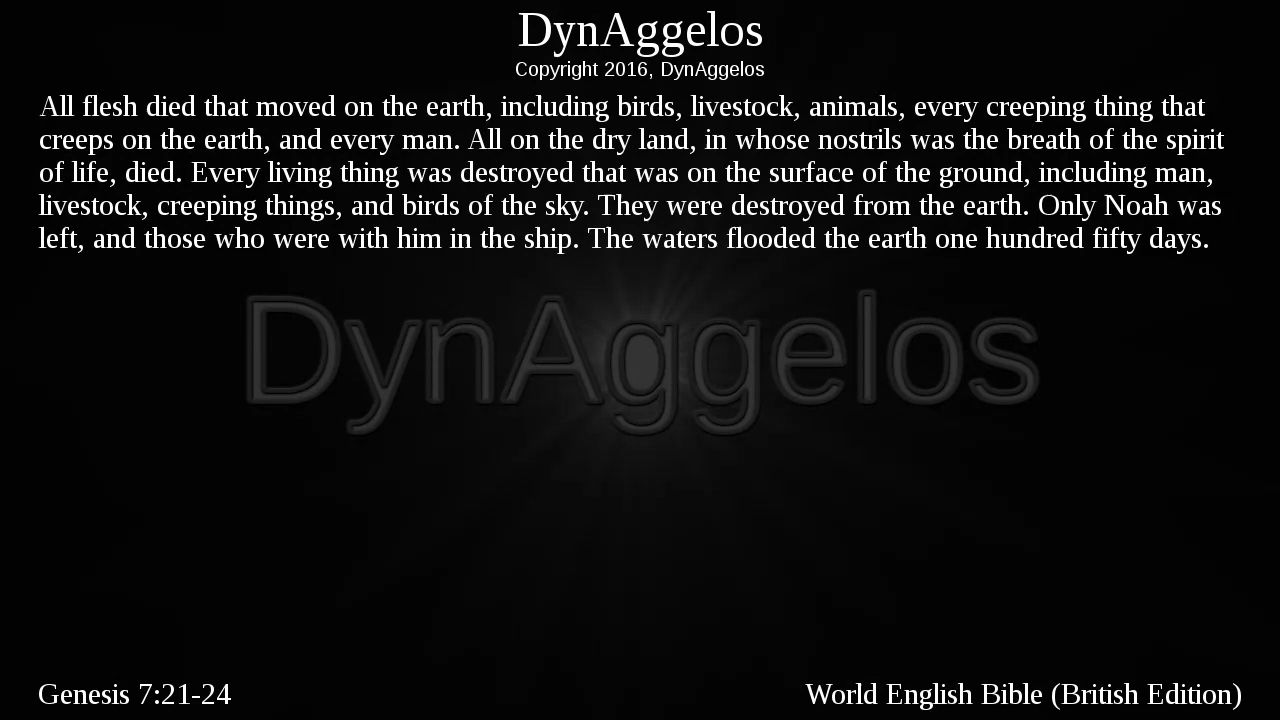 DynAggelos
Copyright 2016, DynAggelos
All flesh died that moved on the earth, including birds, livestock, animals, every creeping thing that
creeps on the earth, and every man. All on the dry land, in whose nostrils was the breath of the spirit
of life, died. Every living thing was destroyed that was on the surface of the ground, including man,
livestock, creeping things, and birds of the sky. They were destroyed from the earth. Only Noah was
left, and those who were with him in the ship. The waters flooded the earth one hundred fifty days.
DynAggelos
Genesis 7:21-24
World English Bible (British Edition)